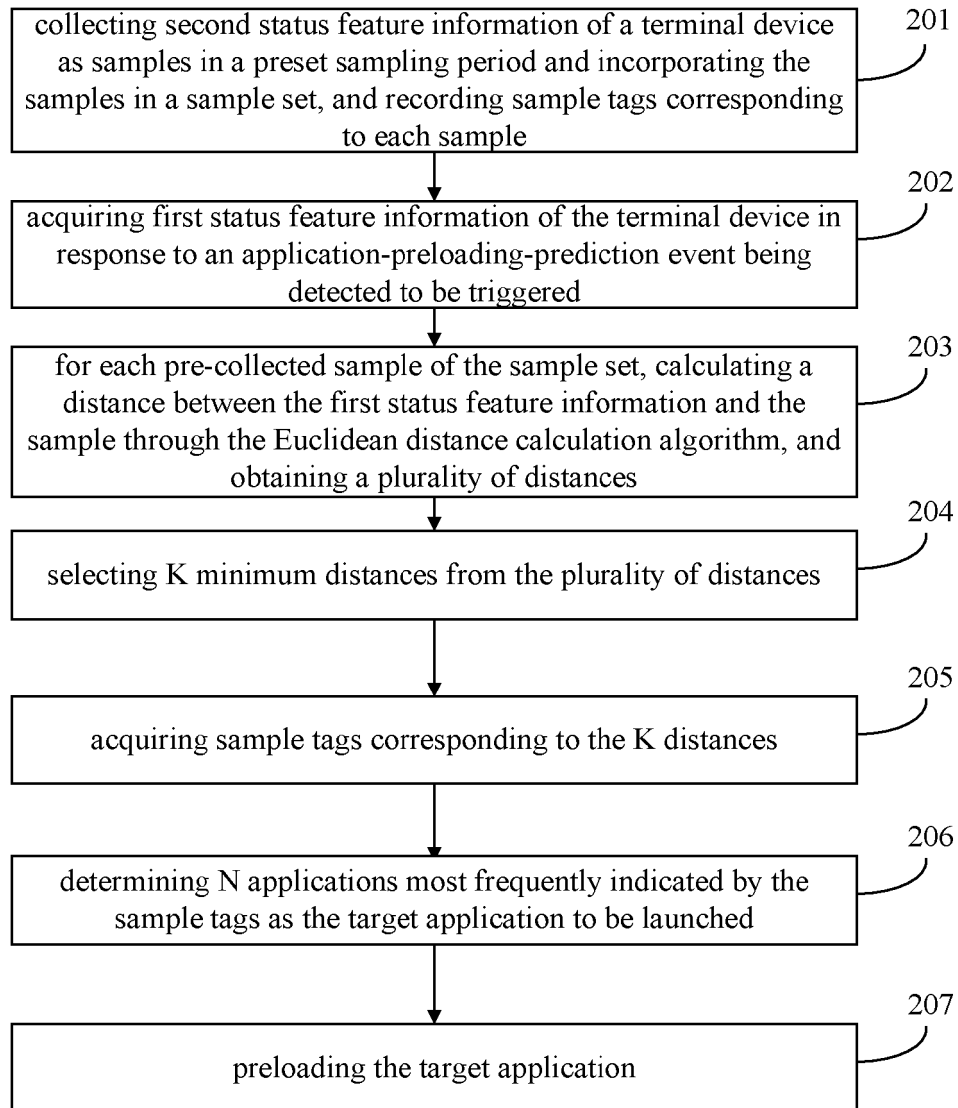 collecting second status feature information of a terminal device
as samples in a preset sampling period and incorporating the
samples in a sample set, and recording sample tags corresponding
to each sample
201
acquiring first status feature information of the terminal device in
response to an application-preloading-prediction event being
detected to be triggered
202
for each pre-collected sample of the sample set, calculating a
distance between the first status feature information and the
sample through the Euclidean distance calculation algorithm, and
obtaining a plurality of distances
203
selecting K minimum distances from the plurality of distances
204
acquiring sample tags corresponding to the K distances
205
determining N applications most frequently indicated by the
sample tags as the target application to be launched
206
preloading the target application
207